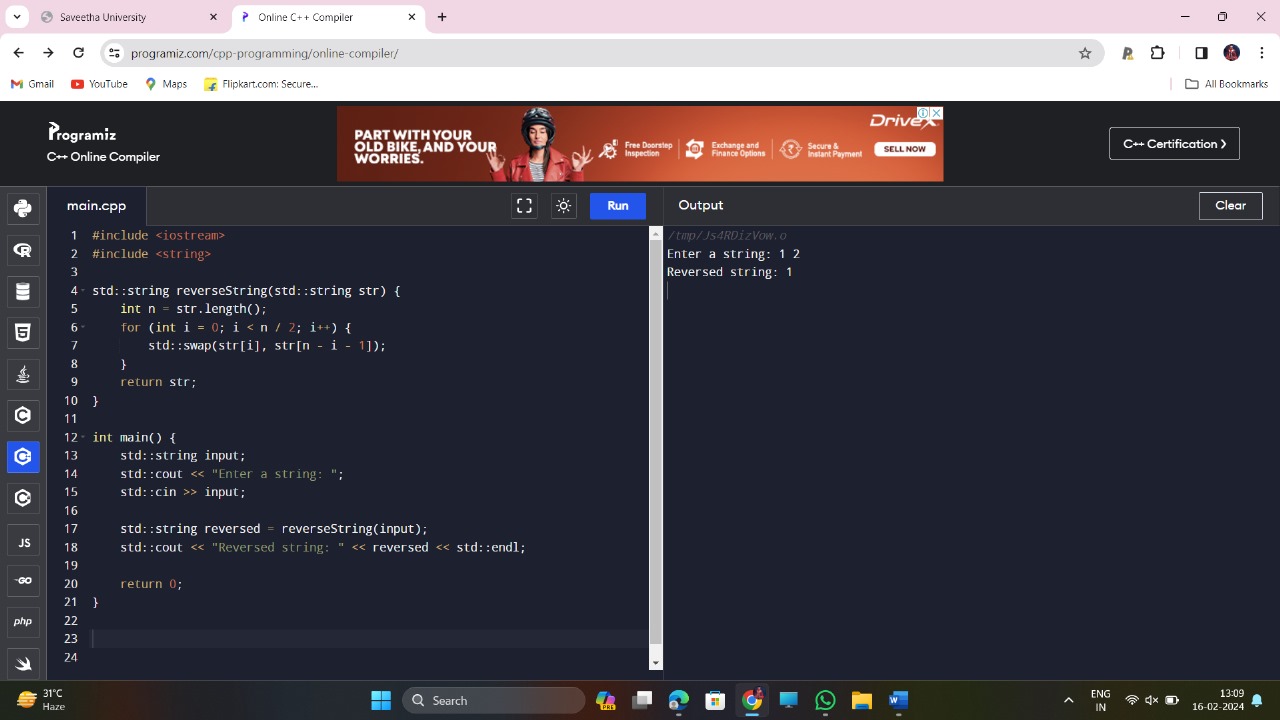 Saveetha University
Online C++ Compiler
programiz.com/cpp-programming/online-compiler/
Gmail
YouTube
Maps
Flipkart.com: Secure...
All Bookmarks
Programiz
C++ Online Compiler
PART WITH YOUR
OLD BIKE, AND YOUR
WORRIES.
Free Doorstep
Inspection
Exchange and
Finance Options
Secure &
Instant Payment
DriveX
SELL NOW
C++ Certification
main.cpp
Run
Output
Clear
1 #include <iostream>
2 #include <string>
3
4 std::string reverseString(std::string str) {
5 int n = str.length();
6 for (int i = 0; i < n / 2; i++) {
7 std::swap(str[i], str[n - i - 1]);
8 }
9 return str;
10 }
11
12 int main() {
13 std::string input;
14 std::cout << "Enter a string: ";
15 std::cin >> input;
16
17 std::string reversed = reverseString(input);
18 std::cout << "Reversed string: " << reversed << std::endl;
19
20 return 0;
21 }
22
23
24
/tmp/Js4RDizVow.o
Enter a string: 1 2
Reversed string: 1
R
JS
GO
php
31°C
Haze
Search
PRE
W
ENG
IN
13:09
16-02-2024